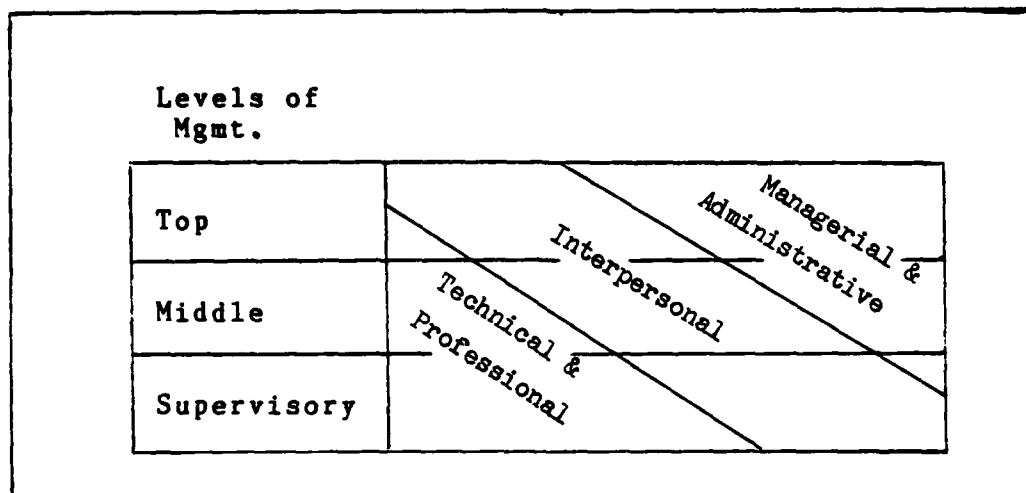 Levels of
Mgmt.
Top
Middle
Supervisory
Technical &
Professional
Interpersonal
Managerial &
Administrative